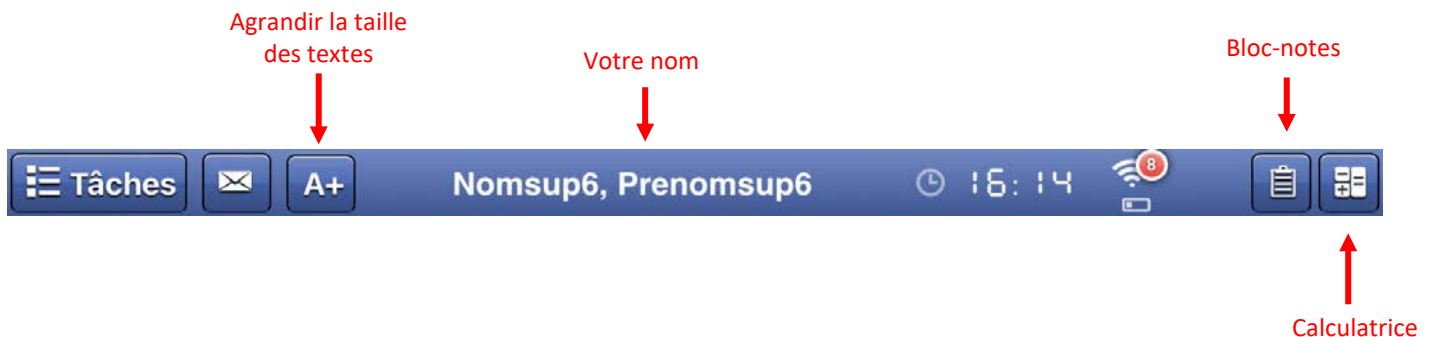 Agrandir la taille
des textes
Votre nom
Bloc-notes
Tâches
A+
Nomsup6, Prenomsup6
16:14
8
Calculatrice